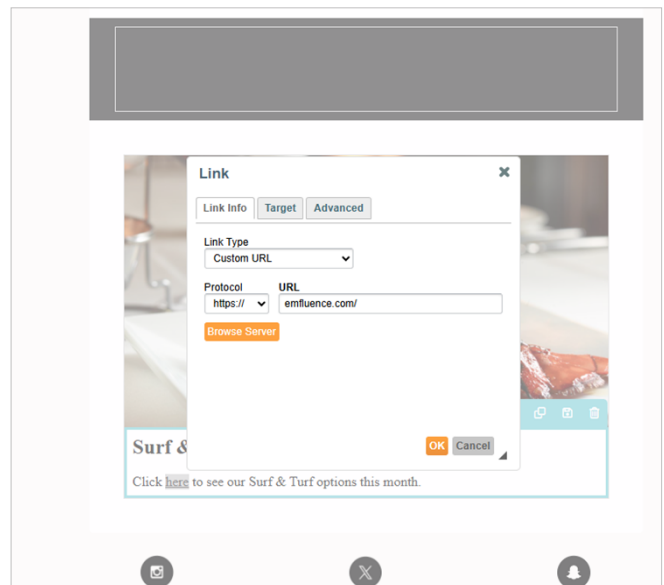 Link
Link Info Target Advanced
Link Type
Custom URL
Protocol URL
https:// emfluence.com/
Browse Server
OK Cancel
Surf &
Click here to see our Surf & Turf options this month.